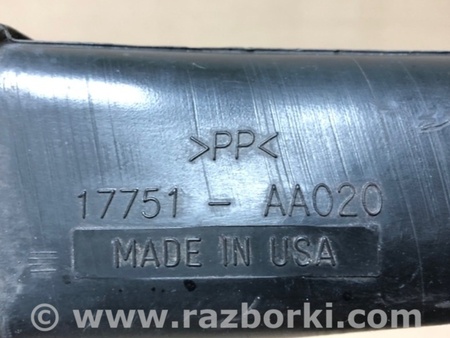 >PP<
17751 - AA020
MADE IN USA
www.razborki.com